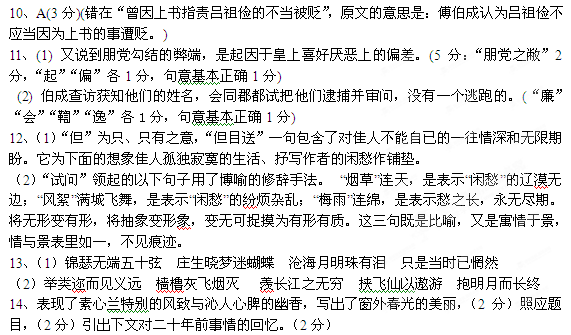 10、A(3 分)(错在“曾因上书指责吕祖俭的不当被贬”，原文的意思是：傅伯成认为吕祖俭不
应当因为上书的事遭贬。)
11、(1) 又说到朋党勾结的弊端，是起因于皇上喜好厌恶上的偏差。(5 分：“朋党之敝”2
分，“起”“偏”各 1 分，句意基本正确 1 分)
(2) 伯成查访获知他们的姓名，会同郡都试把他们逮捕并审问，没有一个逃跑的。(“廉”
“会”“鞫”“逸”各 1 分，句意基本正确 1 分)
12、(1)“但”为只、只有之意，“但目送”一句包含了对佳人不能自已的一往情深和无限期
盼。它为下面的想象佳人孤独寂寞的生活、抒写作者的闲愁作铺垫。
(2)“试问”领起的以下句子用了博喻的修辞手法。 “烟草”连天，是表示“闲愁”的辽漠无
边；“风絮”满城飞舞，是表示“闲愁”的纷烦杂乱；“梅雨”连绵，是表示愁之长，永无尽期。
将无形变有形，将抽象变形象，变无可捉摸为有形有质。这三句既是比喻，又是寓情于景，
情与景表里如一，不见痕迹。
13、(1) 锦瑟无端五十弦 庄生晓梦迷蝴蝶 沧海月明珠有泪 只是当时已惘然
(2) 举类迩而见义远 樯橹灰飞烟灭 羡长江之无穷 挟飞仙以遨游 抱明月而长终
14、表现了素心兰特别的风致与沁人心脾的幽香，写出了窗外春光的美丽，(2 分）照应题
目，(2 分）引出下文对二十年前事情的回忆。(2 分）